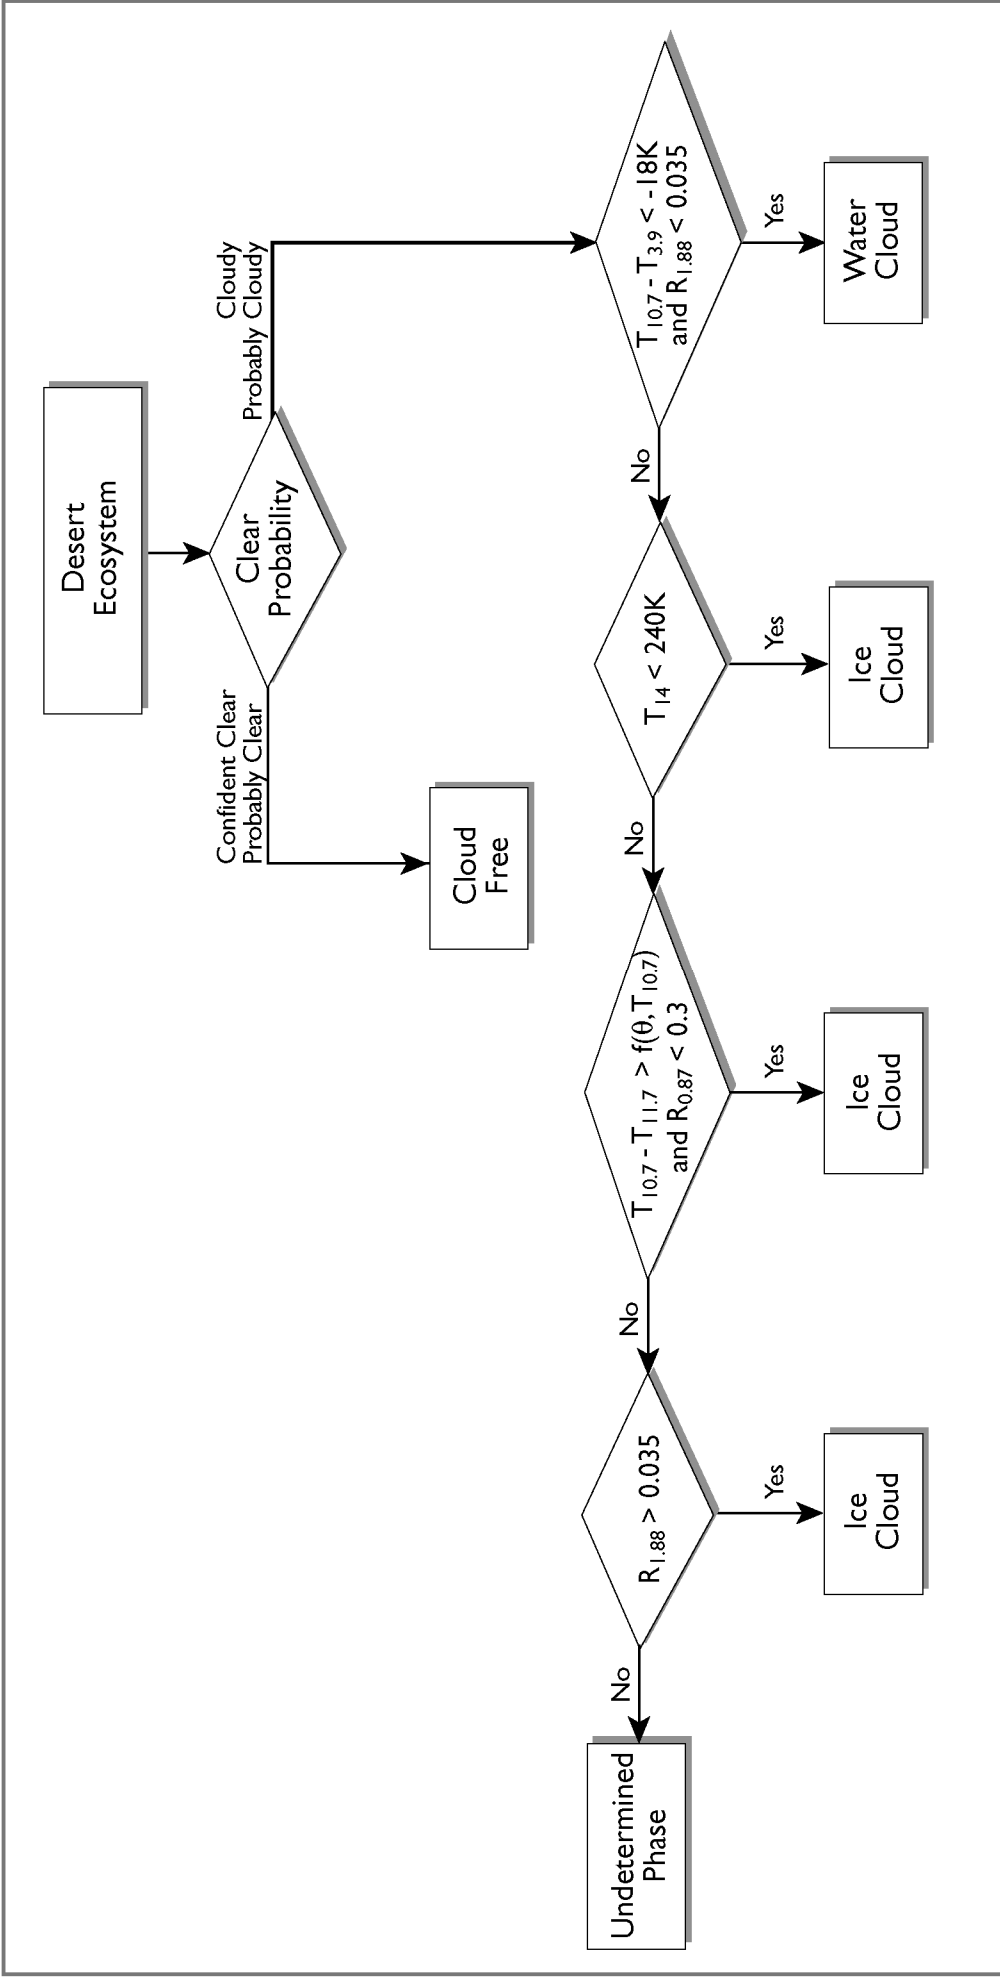 Desert
Ecosystem
Clear
Probability
Confident Clear
Probably Clear
Cloudy
Probably Cloudy
Cloud
Free
T10.7 - T3.9 < -18K
and R1.88 < 0.035
Yes
Water
Cloud
No
T14 < 240K
Yes
Ice
Cloud
No
T10.7 - T11.7 > f(θ,T10.7)
and R0.87 < 0.3
Yes
Ice
Cloud
No
R1.88 > 0.035
Yes
Ice
Cloud
No
Undetermined
Phase